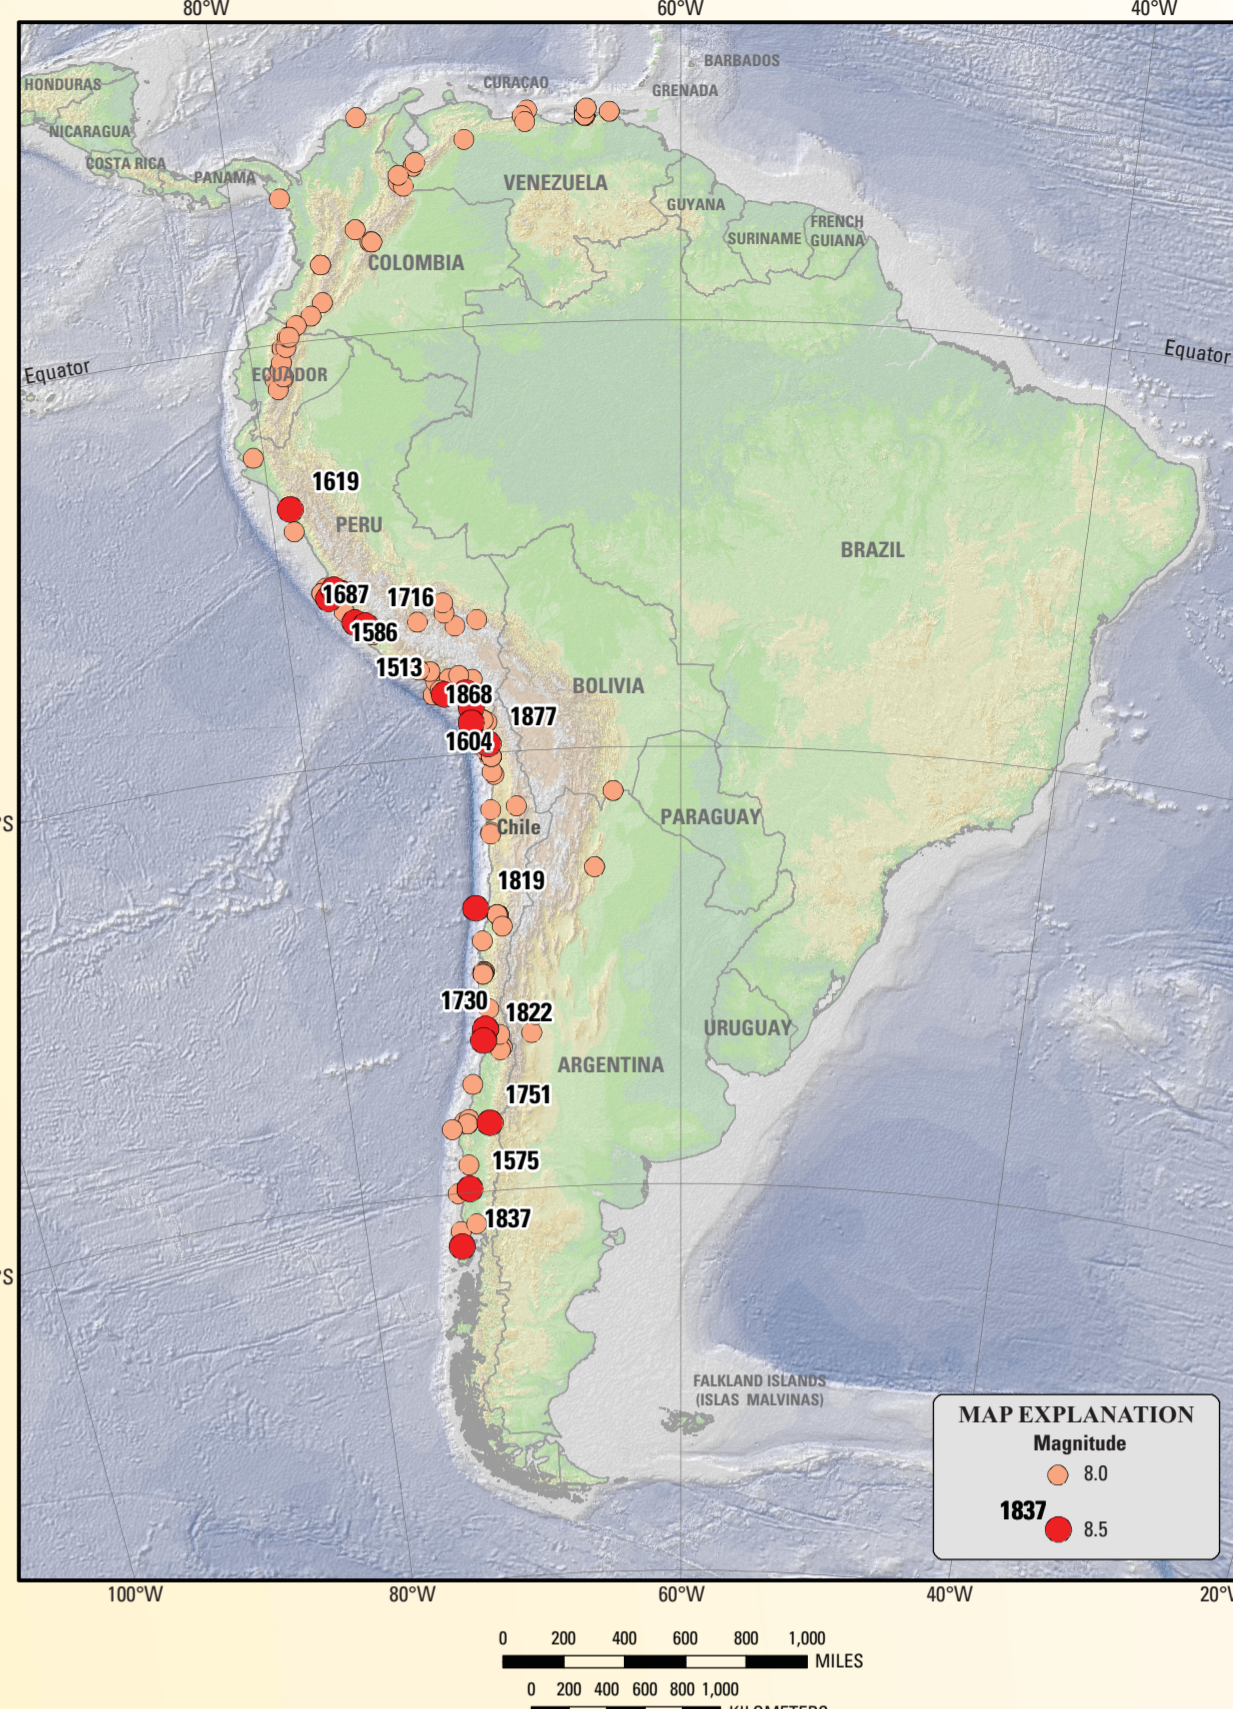 80°W
60°W
40°W
BARBADOS
CURAÇAO
HONDURAS
GRENADA
NICARAGUA
COSTA RICA
PANAMA
VENEZUELA
GUYANA
FRENCH
GUIANA
SURINAME
COLOMBIA
Equator
Equator
ECUADOR
1619
PERU
BRAZIL
1687
1716
1586
1513
BOLIVIA
1868
1877
1604
PARAGUAY
°S
Chile
1819
1730
1822
URUGUAY
ARGENTINA
1751
1575
1837
°S
FALKLAND ISLANDS
(ISLAS MALVINAS)
MAP EXPLANATION
Magnitude
8.0
1837
8.5
100°W
80°W
60°W
40°W
20°W
0 200 400 600 800 1,000
MILES
0 200 400 600 800 1,000
KILOMETERS